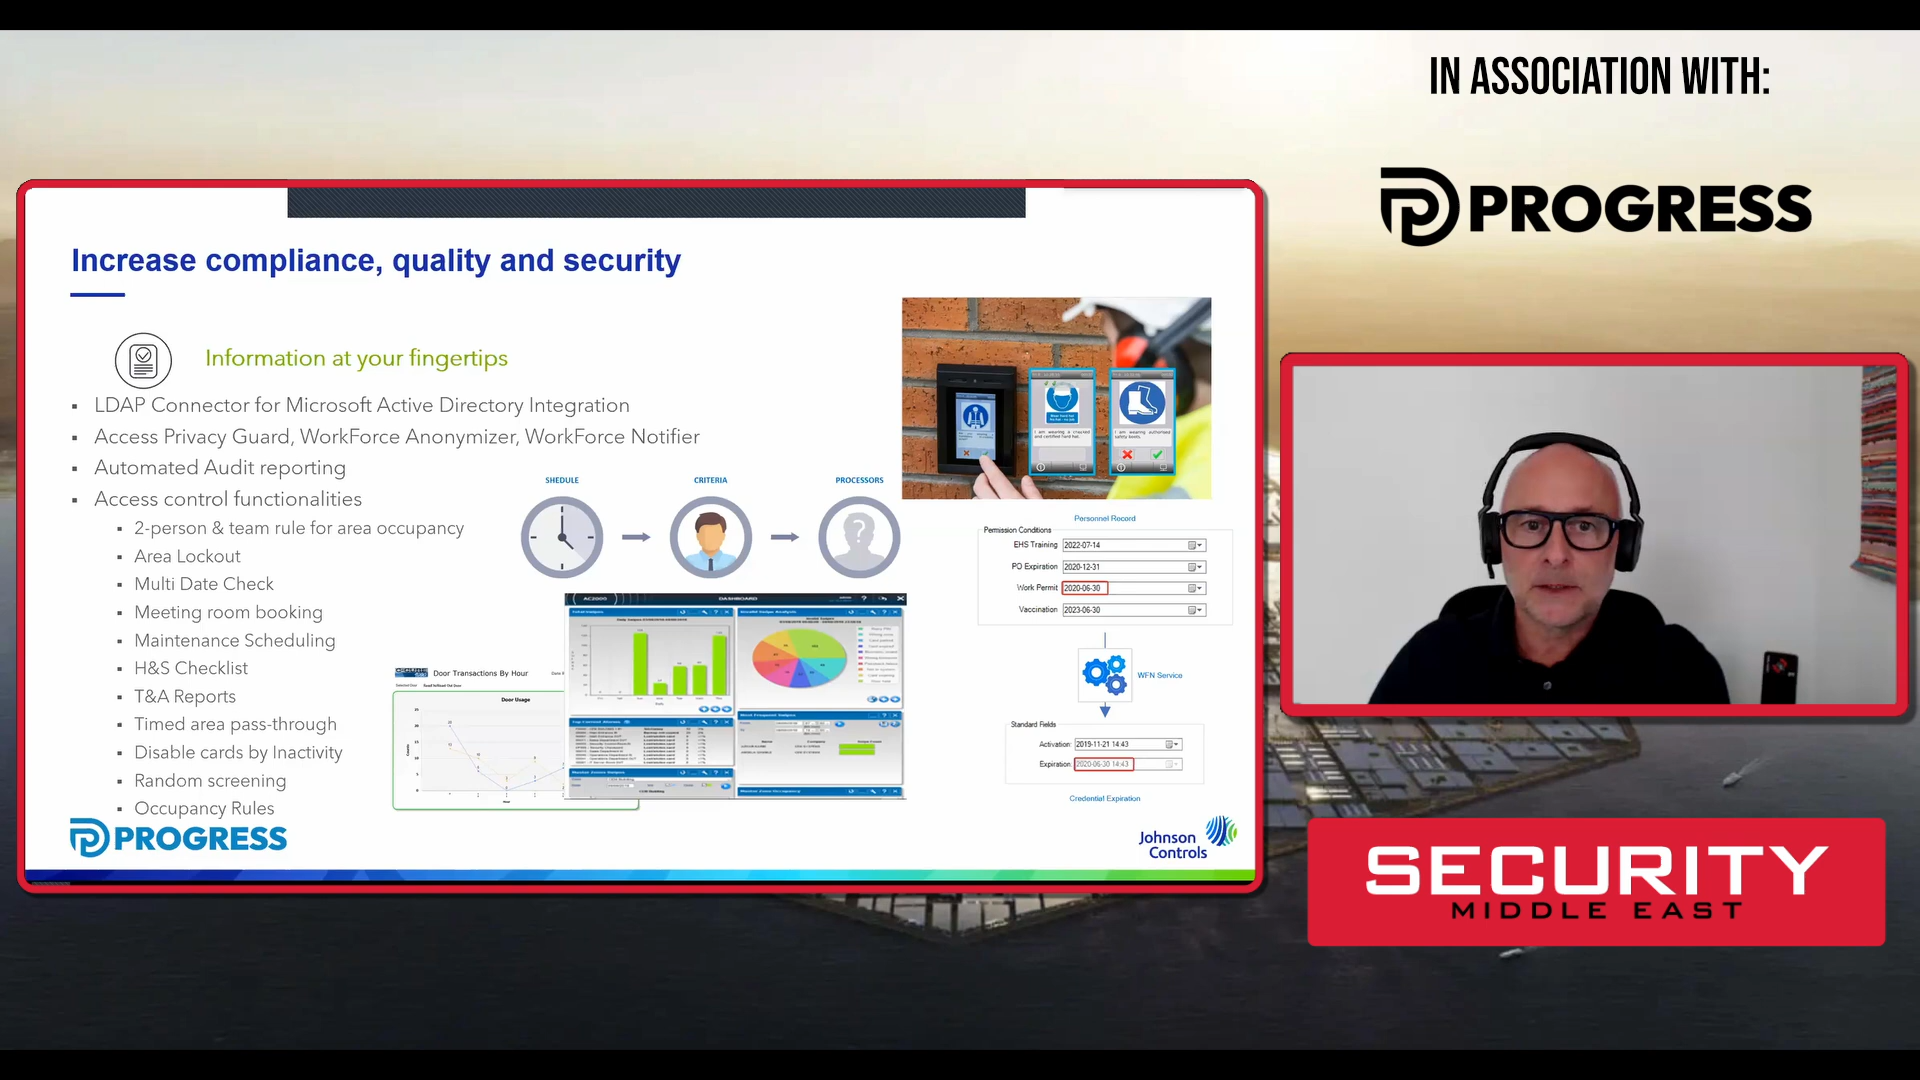 IN ASSOCIATION WITH:
PROGRESS
Increase compliance, quality and security
Information at your fingertips
▪ LDAP Connector for Microsoft Active Directory Integration
▪ Access Privacy Guard, WorkForce Anonymizer, WorkForce Notifier
▪ Automated Audit reporting
▪ Access control functionalities
▪ 2-person & team rule for area occupancy
▪ Area Lockout
▪ Multi Date Check
▪ Meeting room booking
▪ Maintenance Scheduling
▪ H&S Checklist
▪ T&A Reports
▪ Timed area pass-through
▪ Disable cards by Inactivity
▪ Random screening
▪ Occupancy Rules
SHEDULE
CRITERIA
PROCESSORS
Door Transactions By Hour
Door Usage
AC2000
DASHBOARD
Personnel Record
Permission Conditions
EHS Training 2022-07-14
PO Expiration 2020-12-31
Work Permit 2020-06-30
Vaccination 2023-06-30
WFN Service
Standard Fields
Activation: 2019-11-21 14:43
Expiration: 2020-06-30 14:43
Credential Expiration
PROGRESS
Johnson
Controls
SECURITY
MIDDLE EAST